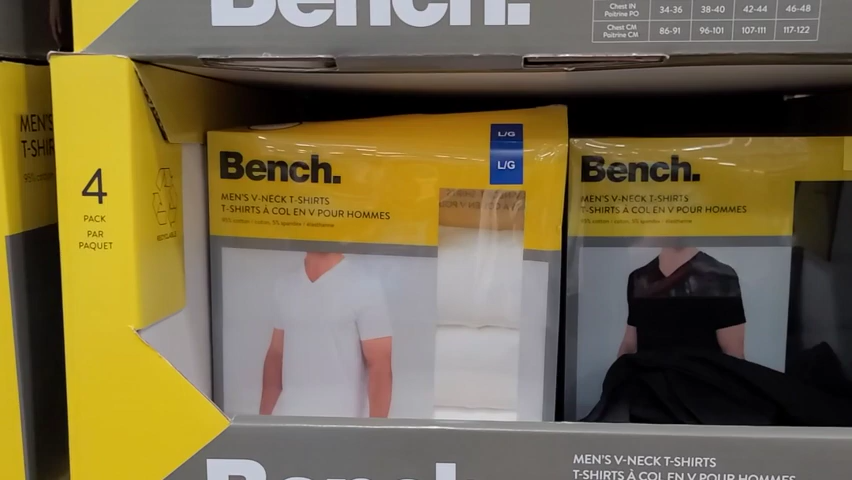 Bench.
Chest IN
Poitrine PO
34-36 38-40 42-44 46-48
Chest CM
Poitrine CM
86-91 96-101 107-111 117-122
MEN'S
T-SHIR
4
PACK
PAR
PAQUET
RECYCLABLE
L/G
L/G
Bench.
MEN'S V-NECK T-SHIRTS
T-SHIRTS À COL EN V POUR HOMMES
Bench.
MEN'S V-NECK T-SHIRTS
T-SHIRTS À COL EN V POUR HOMMES
Bench
MEN'S V-NECK T-SHIRTS
T-SHIRTS À COL EN V POUR HOMMES